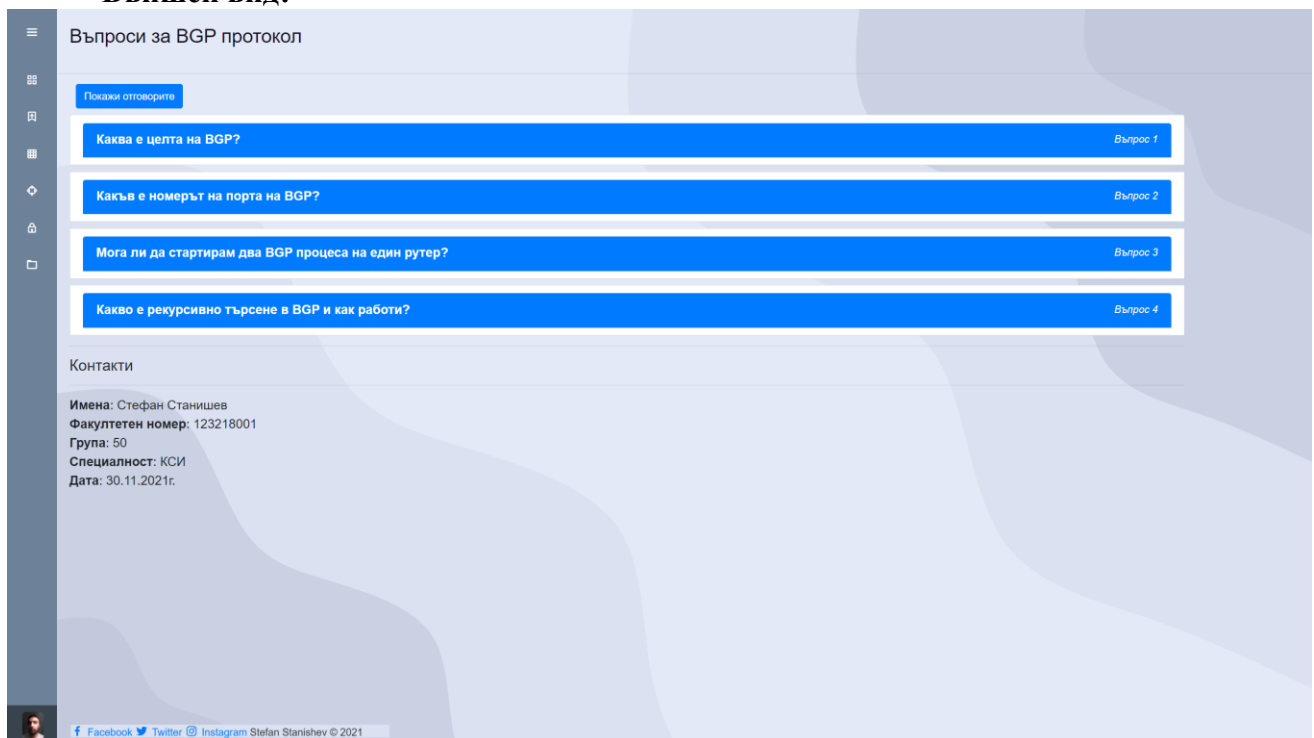 Външен вид:
Въпроси за BGP протокол
Покажи отговорите
Каква е целта на BGP? Въпрос 1
Какъв е номерът на порта на BGP? Въпрос 2
Мога ли да стартирам два BGP процеса на един рутер? Въпрос 3
Какво е рекурсивно търсене в BGP и как работи? Въпрос 4
Контакти
Имена: Стефан Станишев
Факултетен номер: 123218001
Група: 50
Специалност: КСИ
Дата: 30.11.2021г.
Facebook Twitter Instagram Stefan Stanishev © 2021